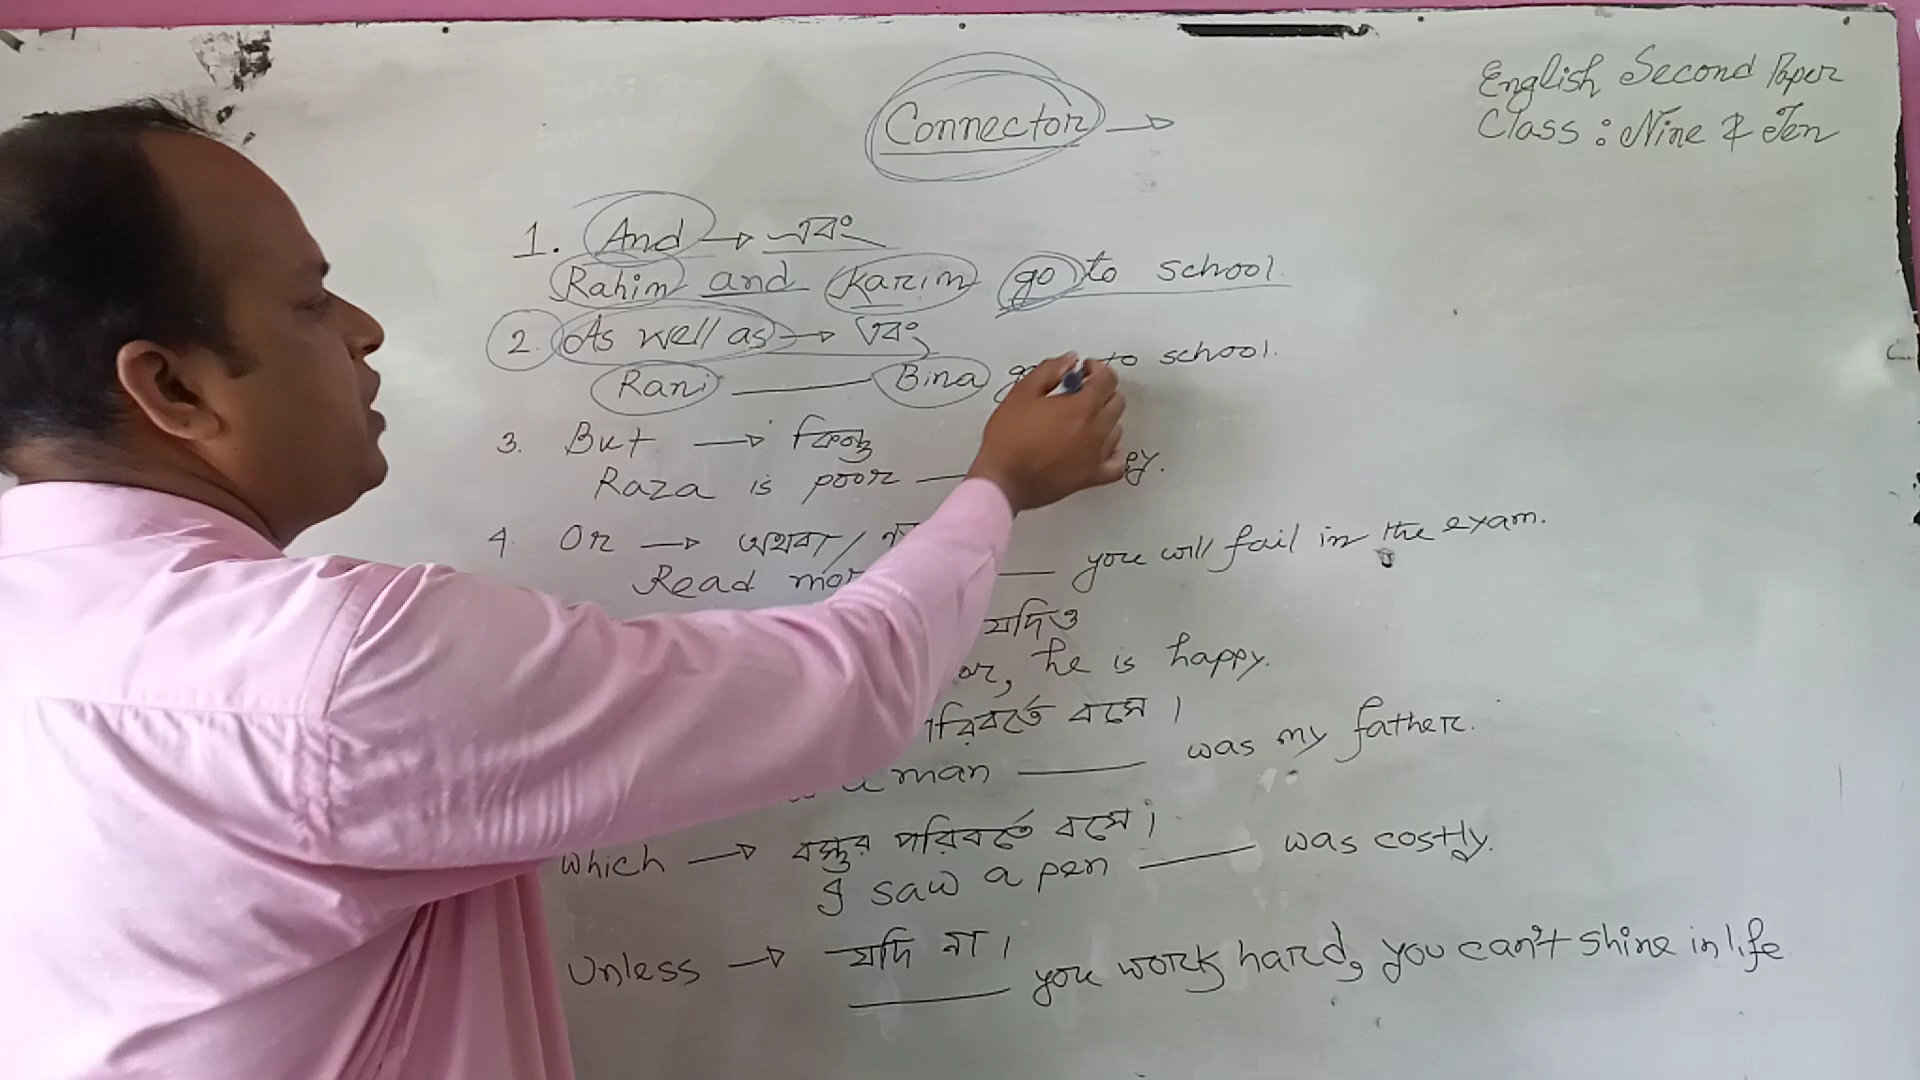 Connector
English Second Paper
Class : Nine & Ten
1. And → এবং
Rahim and Karim go to school.
2. As well as → এবং
Rani ______ Bina to school.
3. But → কিন্তু
Raza is poor
4. Or → অথবা /
Read you will fail in the exam.
যদিও
he is happy.
পরিবর্তে বসে।
man ______ was my father.
Which → বস্তুর পরিবর্তে বসে।
I saw a pen ______ was costly.
Unless → যদি না।
______ you work hard, you can't shine in life